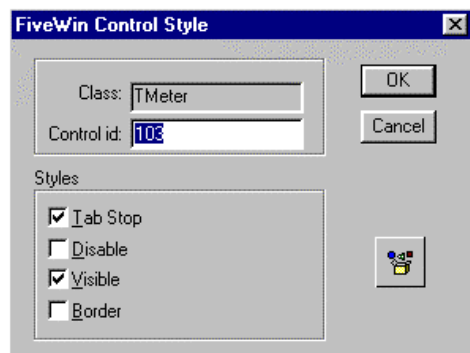 FiveWin Control Style
Class: TMeter
OK
Control id: 103
Cancel
Styles
Tab Stop
Disable
Visible
Border